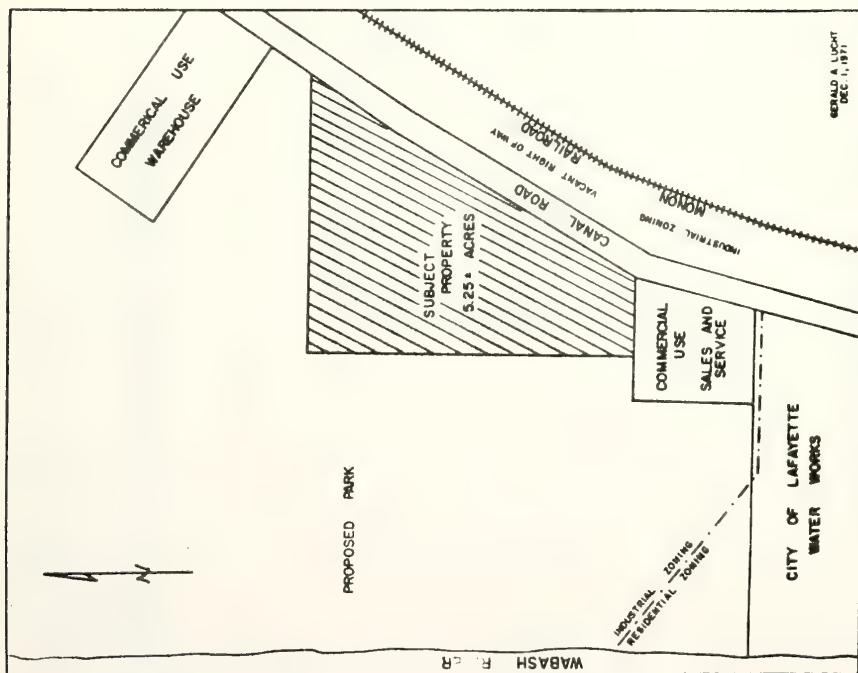 COMMERICAL USE
WAREHOUSE
SUBJECT
PROPERTY
5.25± ACRES
CANAL ROAD
VACANT RIGHT OF WAY
RAILROAD
MONON
INDUSTRIAL ZONING
GERALD A LUCHT
DEC. 1, 1971
COMMERCIAL
USE
SALES AND
SERVICE
PROPOSED PARK
INDUSTRIAL ZONING
RESIDENTIAL ZONING
CITY OF LAFAYETTE
WATER WORKS
WABASH